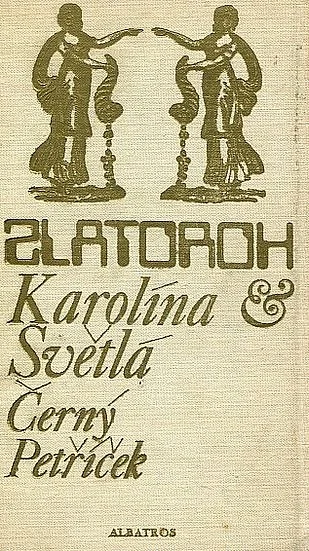 ZLATOROH
Karolína &
Světlá
Černý
Petříček
ALBATROS